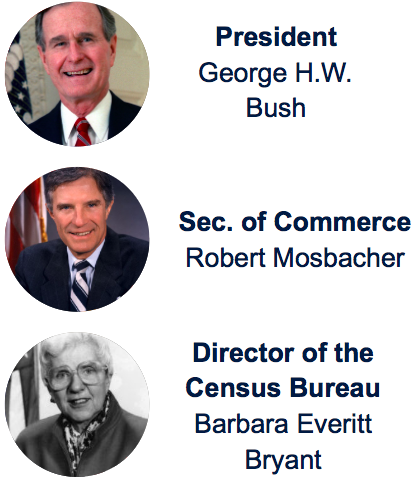 President
George H.W.
Bush
Sec. of Commerce
Robert Mosbacher
Director of the
Census Bureau
Barbara Everitt
Bryant